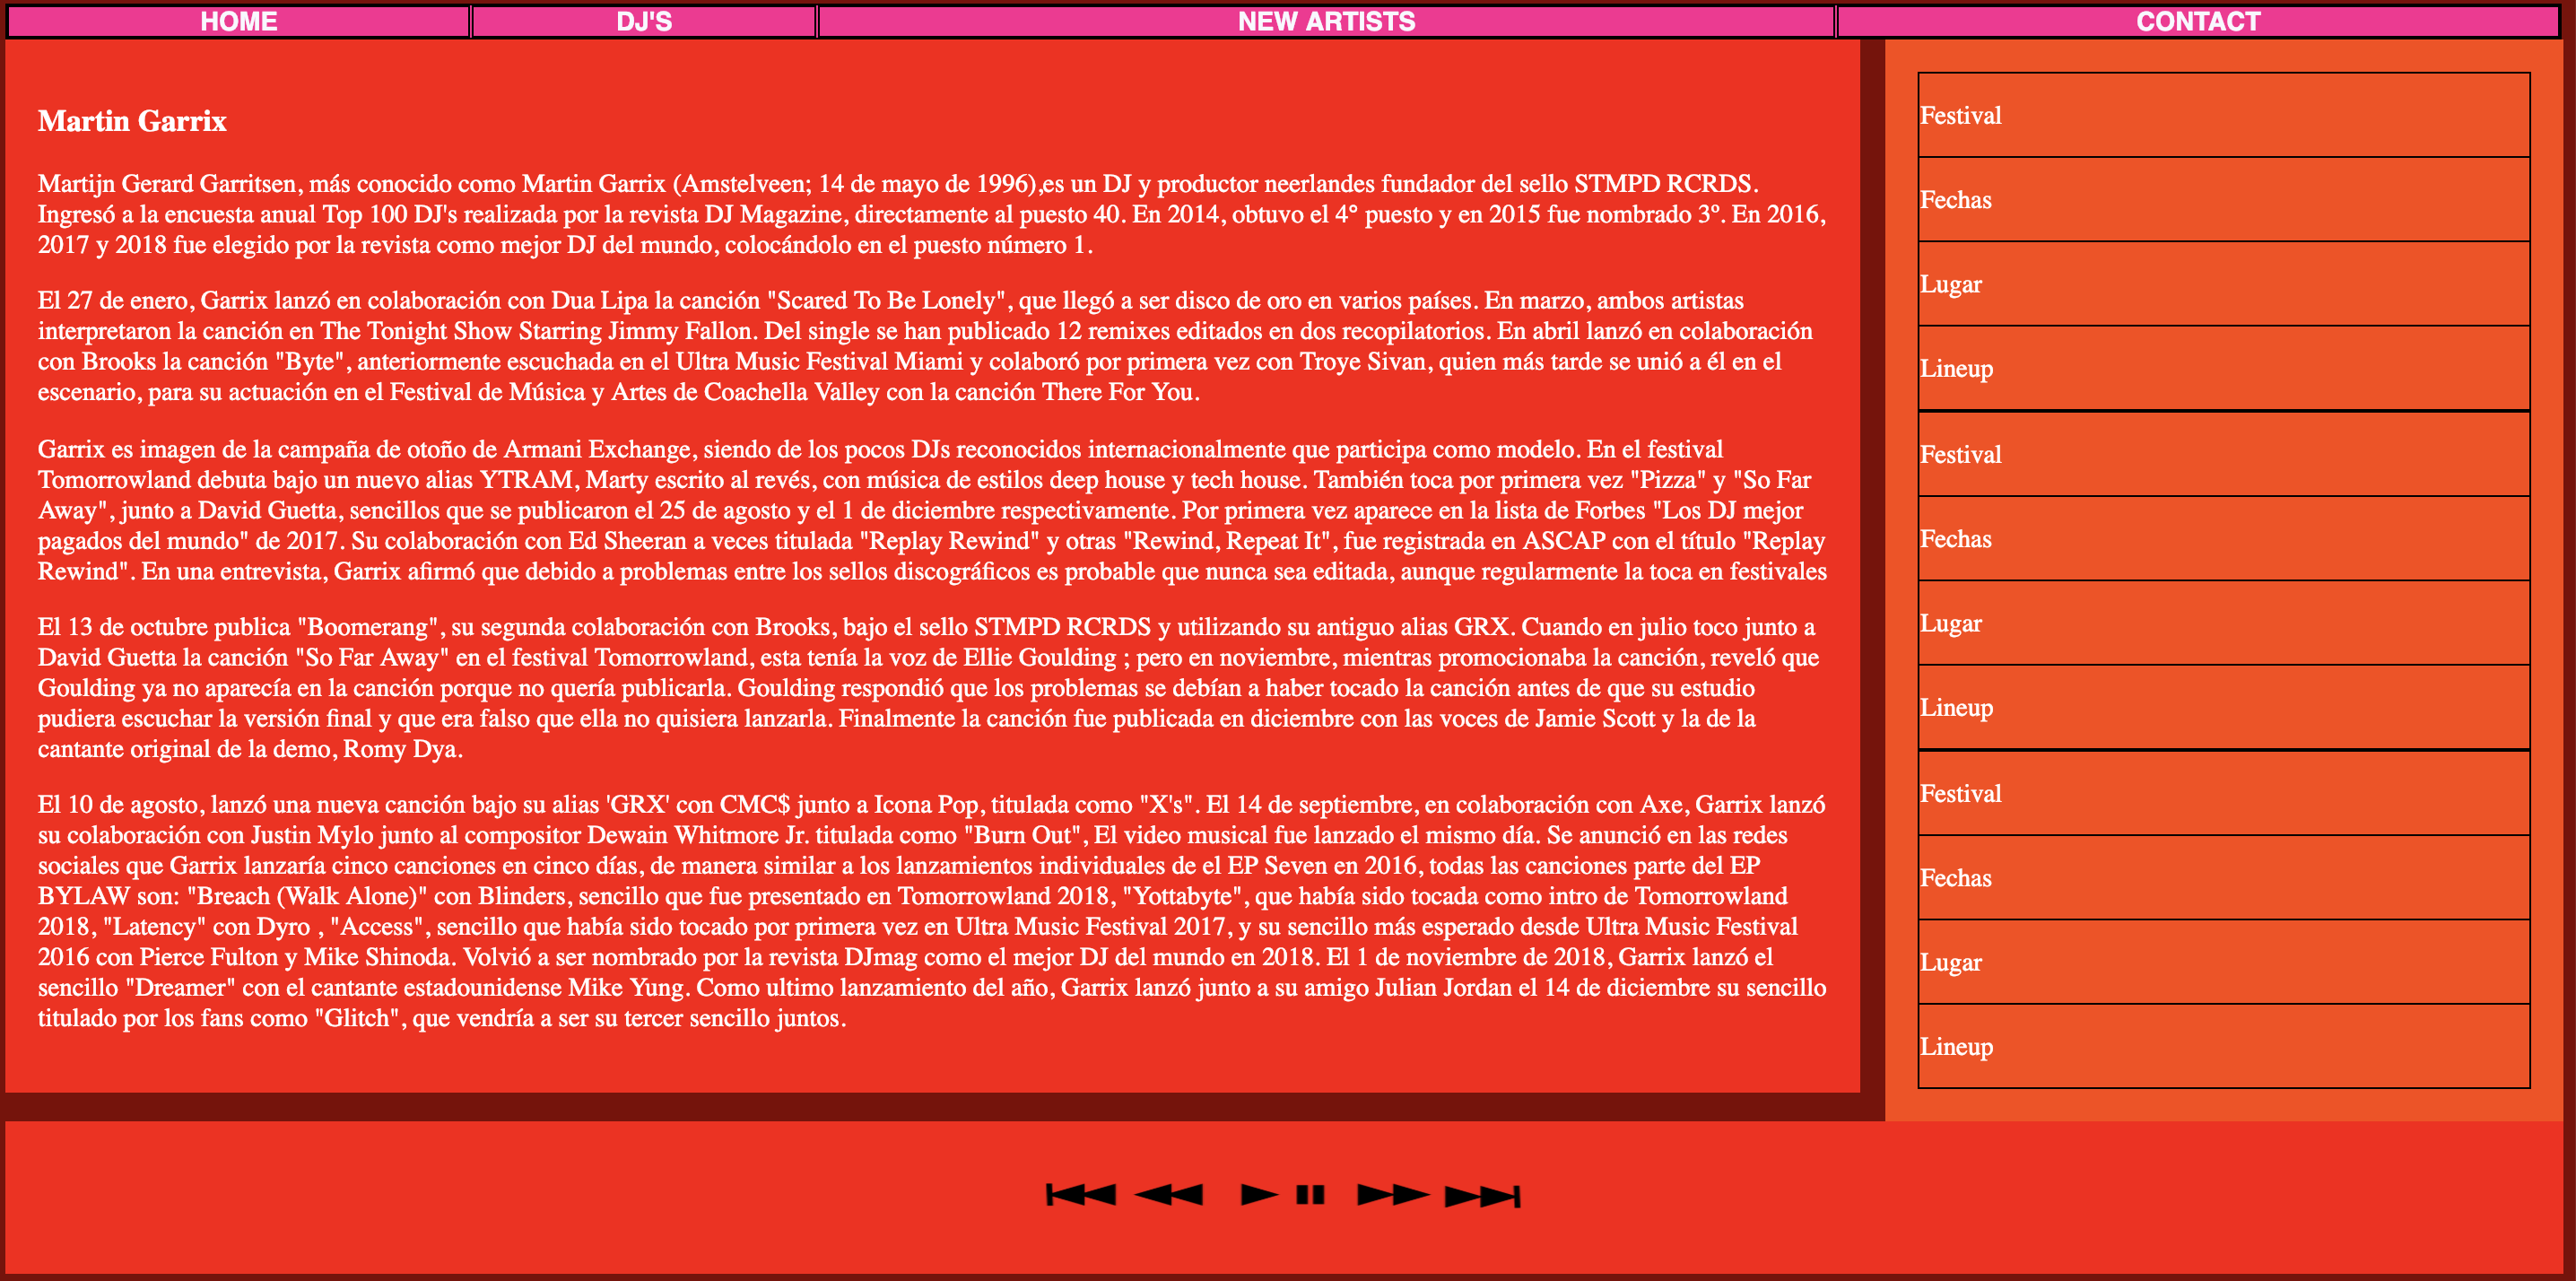 HOME DJ'S NEW ARTISTS CONTACT
Martin Garrix
Martijn Gerard Garritsen, más conocido como Martin Garrix (Amstelveen; 14 de mayo de 1996),es un DJ y productor neerlandes fundador del sello STMPD RCRDS.
Ingresó a la encuesta anual Top 100 DJ's realizada por la revista DJ Magazine, directamente al puesto 40. En 2014, obtuvo el 4° puesto y en 2015 fue nombrado 3º. En 2016,
2017 y 2018 fue elegido por la revista como mejor DJ del mundo, colocándolo en el puesto número 1.
El 27 de enero, Garrix lanzó en colaboración con Dua Lipa la canción "Scared To Be Lonely", que llegó a ser disco de oro en varios países. En marzo, ambos artistas
interpretaron la canción en The Tonight Show Starring Jimmy Fallon. Del single se han publicado 12 remixes editados en dos recopilatorios. En abril lanzó en colaboración
con Brooks la canción "Byte", anteriormente escuchada en el Ultra Music Festival Miami y colaboró por primera vez con Troye Sivan, quien más tarde se unió a él en el
escenario, para su actuación en el Festival de Música y Artes de Coachella Valley con la canción There For You.
Garrix es imagen de la campaña de otoño de Armani Exchange, siendo de los pocos DJs reconocidos internacionalmente que participa como modelo. En el festival
Tomorrowland debuta bajo un nuevo alias YTRAM, Marty escrito al revés, con música de estilos deep house y tech house. También toca por primera vez "Pizza" y "So Far
Away", junto a David Guetta, sencillos que se publicaron el 25 de agosto y el 1 de diciembre respectivamente. Por primera vez aparece en la lista de Forbes "Los DJ mejor
pagados del mundo" de 2017. Su colaboración con Ed Sheeran a veces titulada "Replay Rewind" y otras "Rewind, Repeat It", fue registrada en ASCAP con el título "Replay
Rewind". En una entrevista, Garrix afirmó que debido a problemas entre los sellos discográficos es probable que nunca sea editada, aunque regularmente la toca en festivales
El 13 de octubre publica "Boomerang", su segunda colaboración con Brooks, bajo el sello STMPD RCRDS y utilizando su antiguo alias GRX. Cuando en julio toco junto a
David Guetta la canción "So Far Away" en el festival Tomorrowland, esta tenía la voz de Ellie Goulding ; pero en noviembre, mientras promocionaba la canción, reveló que
Goulding ya no aparecía en la canción porque no quería publicarla. Goulding respondió que los problemas se debían a haber tocado la canción antes de que su estudio
pudiera escuchar la versión final y que era falso que ella no quisiera lanzarla. Finalmente la canción fue publicada en diciembre con las voces de Jamie Scott y la de la
cantante original de la demo, Romy Dya.
El 10 de agosto, lanzó una nueva canción bajo su alias 'GRX' con CMC$ junto a Icona Pop, titulada como "X's". El 14 de septiembre, en colaboración con Axe, Garrix lanzó
su colaboración con Justin Mylo junto al compositor Dewain Whitmore Jr. titulada como "Burn Out", El video musical fue lanzado el mismo día. Se anunció en las redes
sociales que Garrix lanzaría cinco canciones en cinco días, de manera similar a los lanzamientos individuales de el EP Seven en 2016, todas las canciones parte del EP
BYLAW son: "Breach (Walk Alone)" con Blinders, sencillo que fue presentado en Tomorrowland 2018, "Yottabyte", que había sido tocada como intro de Tomorrowland
2018, "Latency" con Dyro , "Access", sencillo que había sido tocado por primera vez en Ultra Music Festival 2017, y su sencillo más esperado desde Ultra Music Festival
2016 con Pierce Fulton y Mike Shinoda. Volvió a ser nombrado por la revista DJmag como el mejor DJ del mundo en 2018. El 1 de noviembre de 2018, Garrix lanzó el
sencillo "Dreamer" con el cantante estadounidense Mike Yung. Como ultimo lanzamiento del año, Garrix lanzó junto a su amigo Julian Jordan el 14 de diciembre su sencillo
titulado por los fans como "Glitch", que vendría a ser su tercer sencillo juntos.
Festival
Fechas
Lugar
Lineup
Festival
Fechas
Lugar
Lineup
Festival
Fechas
Lugar
Lineup